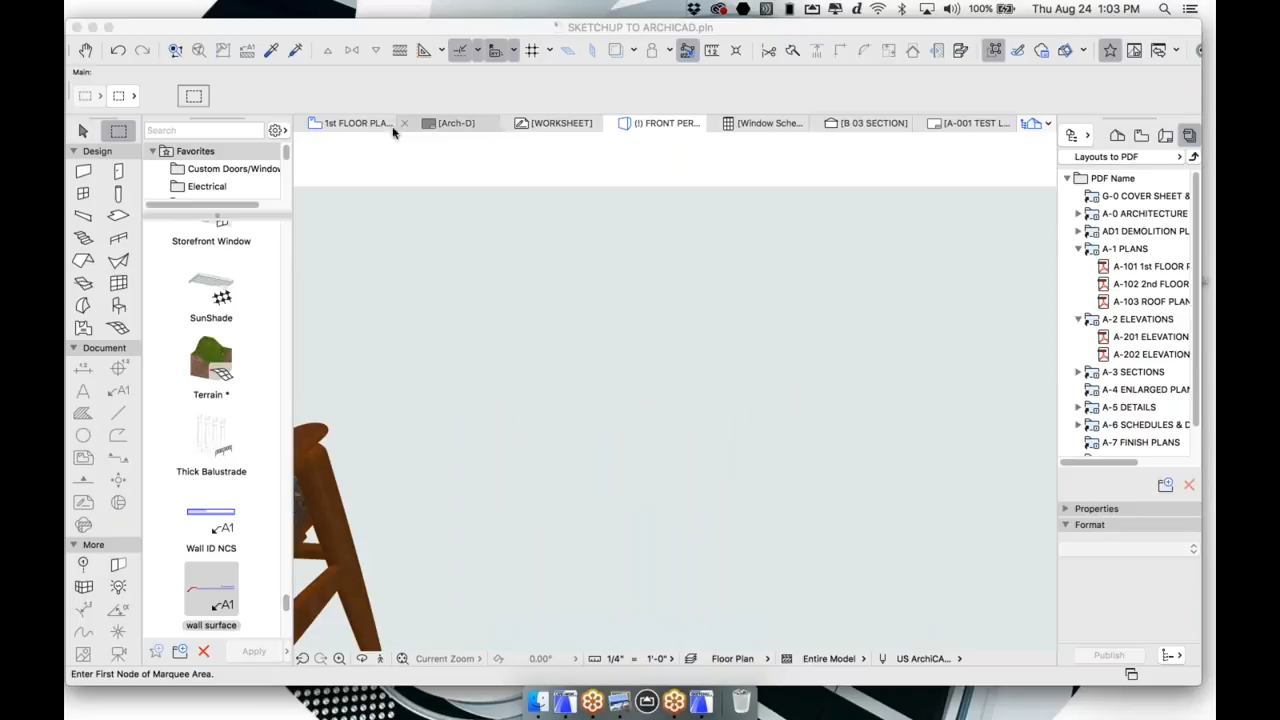 100%
Thu Aug 24 1:03 PM
SKETCHUP TO ARCHICAD.pln
Main:
Search
1st FLOOR PLA...
[Arch-D]
[WORKSHEET]
(!) FRONT PER...
[Window Sche...
[B 03 SECTION]
[A-001 TEST L...
Design
Favorites
Custom Doors/Window
Electrical
Storefront Window
SunShade
Terrain *
Thick Balustrade
A1
Wall ID NCS
A1
wall surface
Apply
Document
More
Layouts to PDF
PDF Name
G-0 COVER SHEET &
A-0 ARCHITECTURE
AD1 DEMOLITION PL
A-1 PLANS
A-101 1st FLOOR P
A-102 2nd FLOOR
A-103 ROOF PLAN
A-2 ELEVATIONS
A-201 ELEVATION
A-202 ELEVATION
A-3 SECTIONS
A-4 ENLARGED PLAN
A-5 DETAILS
A-6 SCHEDULES & D
A-7 FINISH PLANS
Properties
Format
Publish
Current Zoom
0.00°
1/4" = 1'-0"
Floor Plan
Entire Model
US ArchiCA...
Enter First Node of Marquee Area.